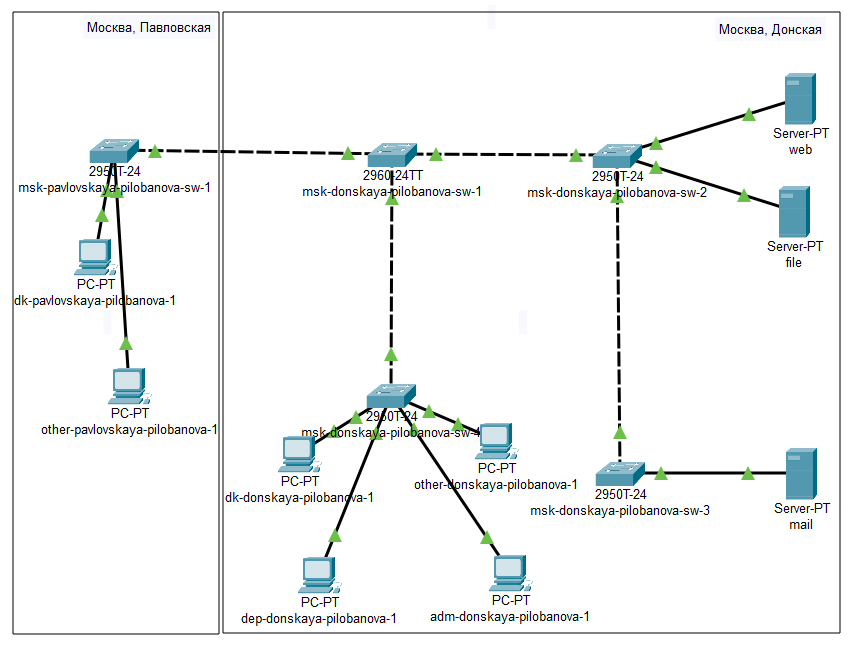 Москва, Павловская
Москва, Донская
Server-PT
web
2950T-24
msk-pavlovskaya-pilobanova-sw-1
2960-24TT
msk-donskaya-pilobanova-sw-1
2950T-24
msk-donskaya-pilobanova-sw-2
Server-PT
file
PC-PT
dk-pavlovskaya-pilobanova-1
PC-PT
other-pavlovskaya-pilobanova-1
2950T-24
msk-donskaya-pilobanova-sw-4
PC-PT
dk-donskaya-pilobanova-1
PC-PT
other-donskaya-pilobanova-1
2950T-24
msk-donskaya-pilobanova-sw-3
Server-PT
mail
PC-PT
dep-donskaya-pilobanova-1
PC-PT
adm-donskaya-pilobanova-1